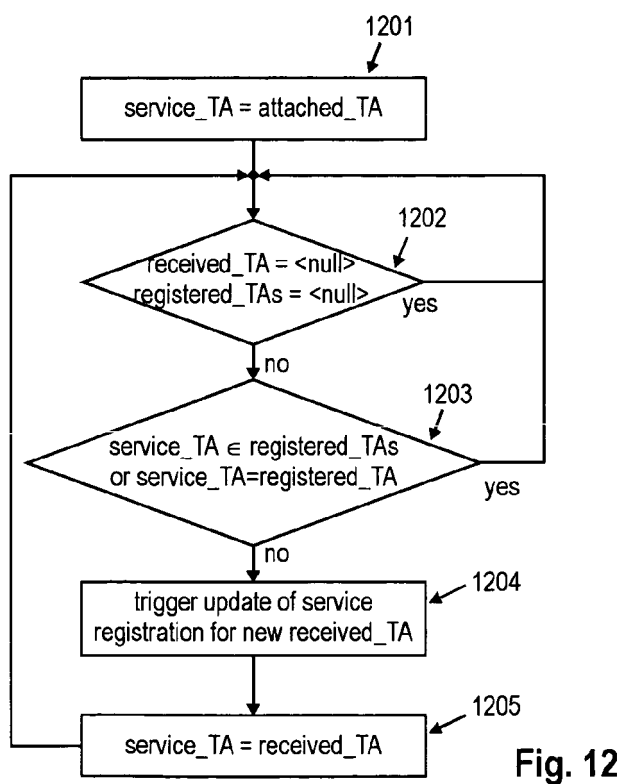 1201
service_TA = attached_TA
1202
received_TA = <null>
registered_TAs = <null>
yes
no
1203
service_TA ∈ registered_TAs
or service_TA=registered_TA
yes
no
1204
trigger update of service
registration for new received_TA
1205
service_TA = received_TA
Fig. 12